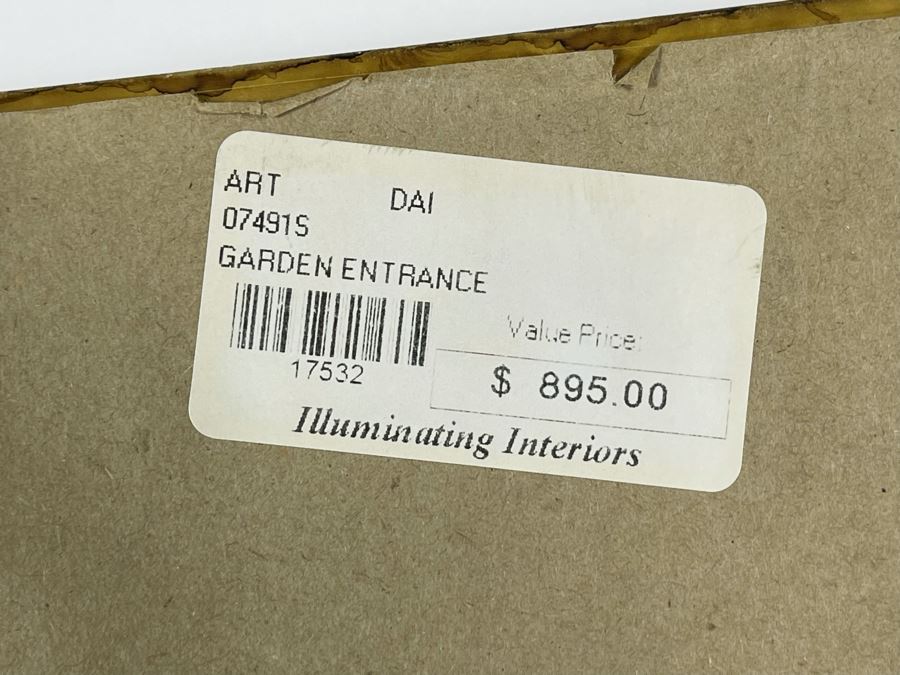 ART DAI
07491S
GARDEN ENTRANCE
17532
Value Price:
$ 895.00
Illuminating Interiors